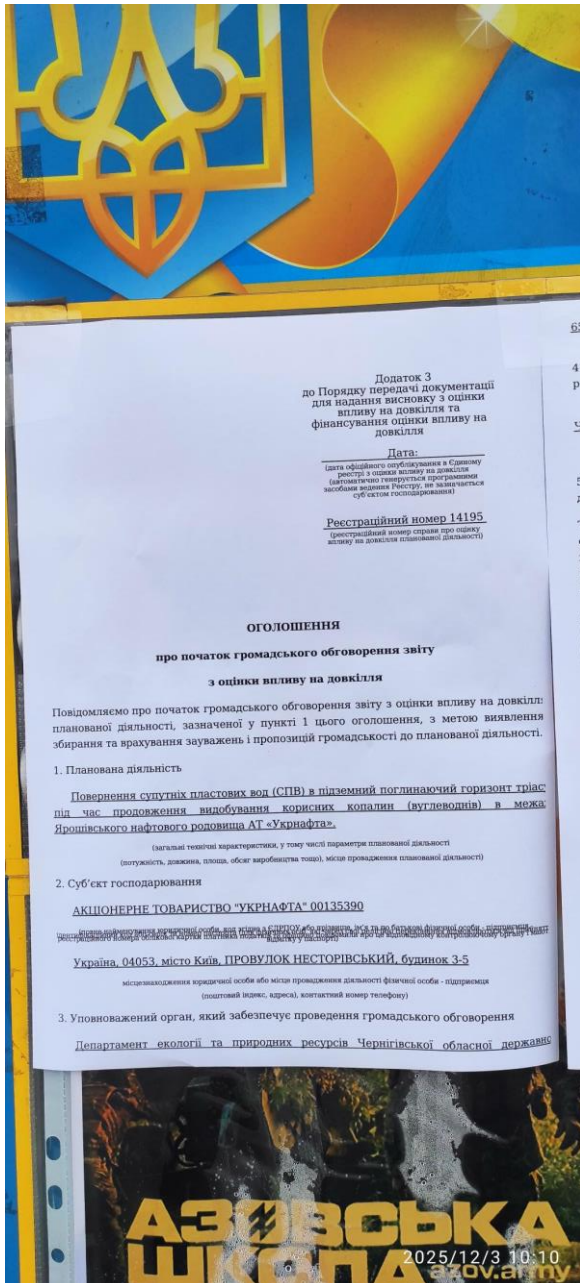 Додаток 3
до Порядку передачі документації
для надання висновку з оцінки
впливу на довкілля та
фінансування оцінки впливу на
довкілля
Дата:
(дата офіційного опублікування в Єдиному
реєстрі з оцінки впливу на довкілля
(автоматично генерується програмними
засобами ведення Реєстру, не зазначається
суб'єктом господарювання)
Реєстраційний номер 14195
(реєстраційний номер справи про оцінку
впливу на довкілля планованої діяльності)
ОГОЛОШЕННЯ
про початок громадського обговорення звіту
з оцінки впливу на довкілля
Повідомляємо про початок громадського обговорення звіту з оцінки впливу на довкілл
планованої діяльності, зазначеної у пункті 1 цього оголошення, з метою виявлення
збирання та врахування зауважень і пропозицій громадськості до планованої діяльності.
1. Планована діяльність
Повернення супутніх пластових вод (СПВ) в підземний поглинаючий горизонт тріас
під час продовження видобування корисних копалин (вуглеводнів) в межа
Ярошівського нафтового родовища АТ «Укрнафта».
(загальні технічні характеристики, у тому числі параметри планованої діяльності
(потужність, довжина, площа, обсяг виробництва тощо), місце провадження планованої діяльності)
2. Суб'єкт господарювання
АКЦІОНЕРНЕ ТОВАРИСТВО "УКРНАФТА" 00135390
Україна, 04053, місто Київ, ПРОВУЛОК НЕСТОРІВСЬКИЙ, будинок 3-5
місцезнаходження юридичної особи або місце провадження діяльності фізичної особи - підприємця
(поштовий індекс, адреса), контактний номер телефону)
3. Уповноважений орган, який забезпечує проведення громадського обговорення
Департамент екології та природних ресурсів Чернігівської обласної державно
АЗОВСЬКА
ШКОЛА
2025/12/3 10:10
azov.army